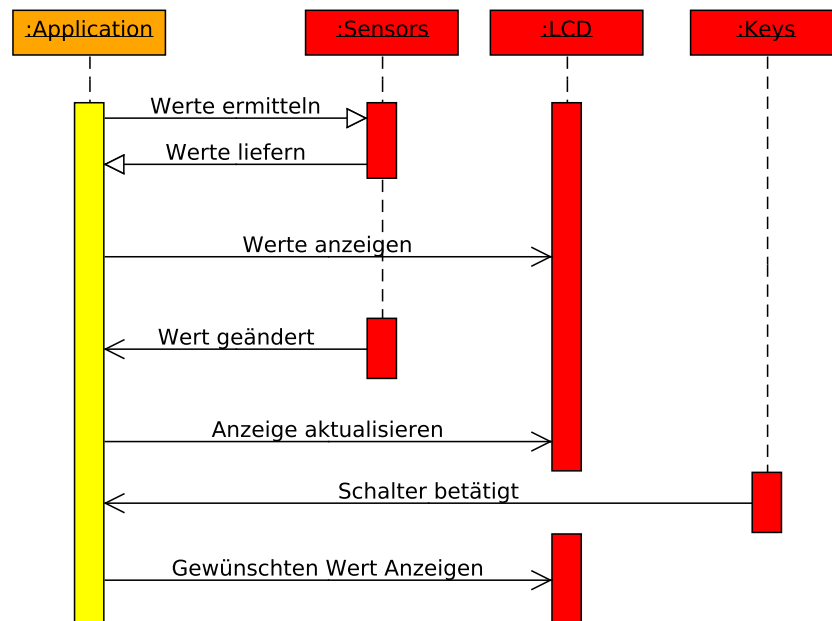 :Application :Sensors :LCD :Keys
Werte ermitteln
Werte liefern
Werte anzeigen
Wert geändert
Anzeige aktualisieren
Schalter betätigt
Gewünschten Wert Anzeigen